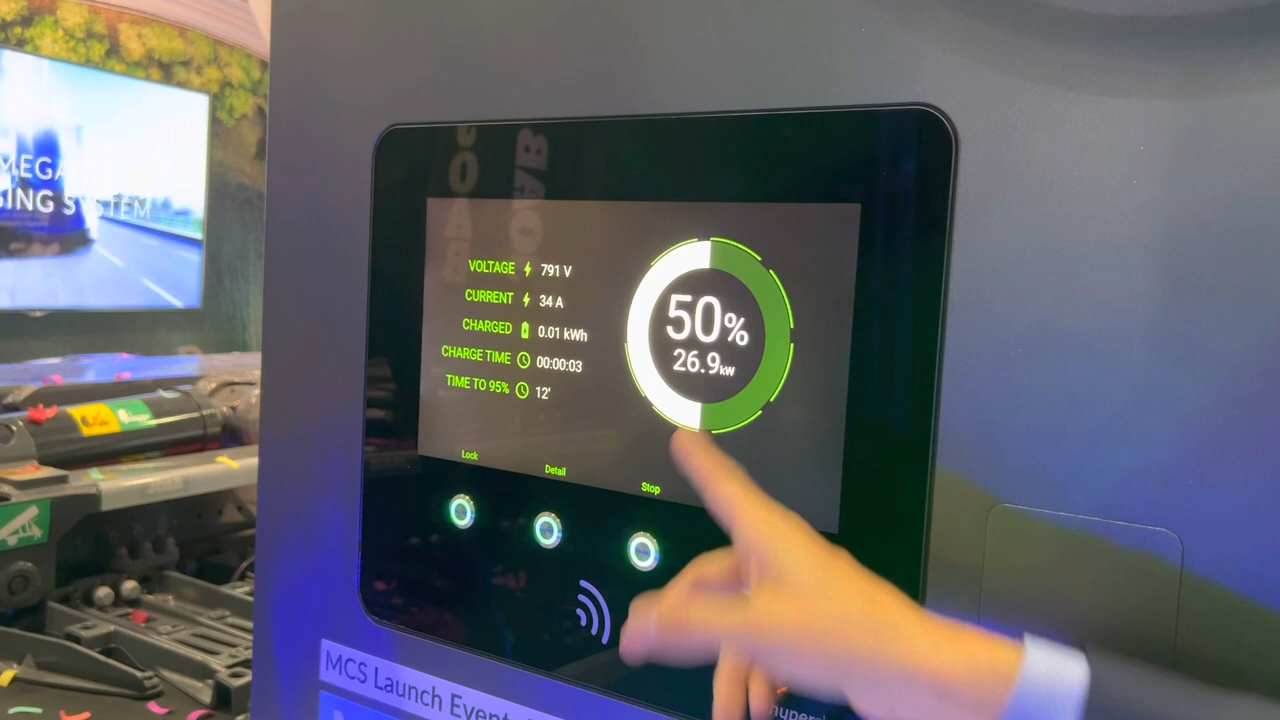 MEGA
SYSTEM
VOLTAGE 791 V
CURRENT 34 A
CHARGED 0.01 kWh
CHARGE TIME 00:00:03
TIME TO 95% 12'
50%
26.9kW
Lock
Detail
Stop
MCS Launch Event